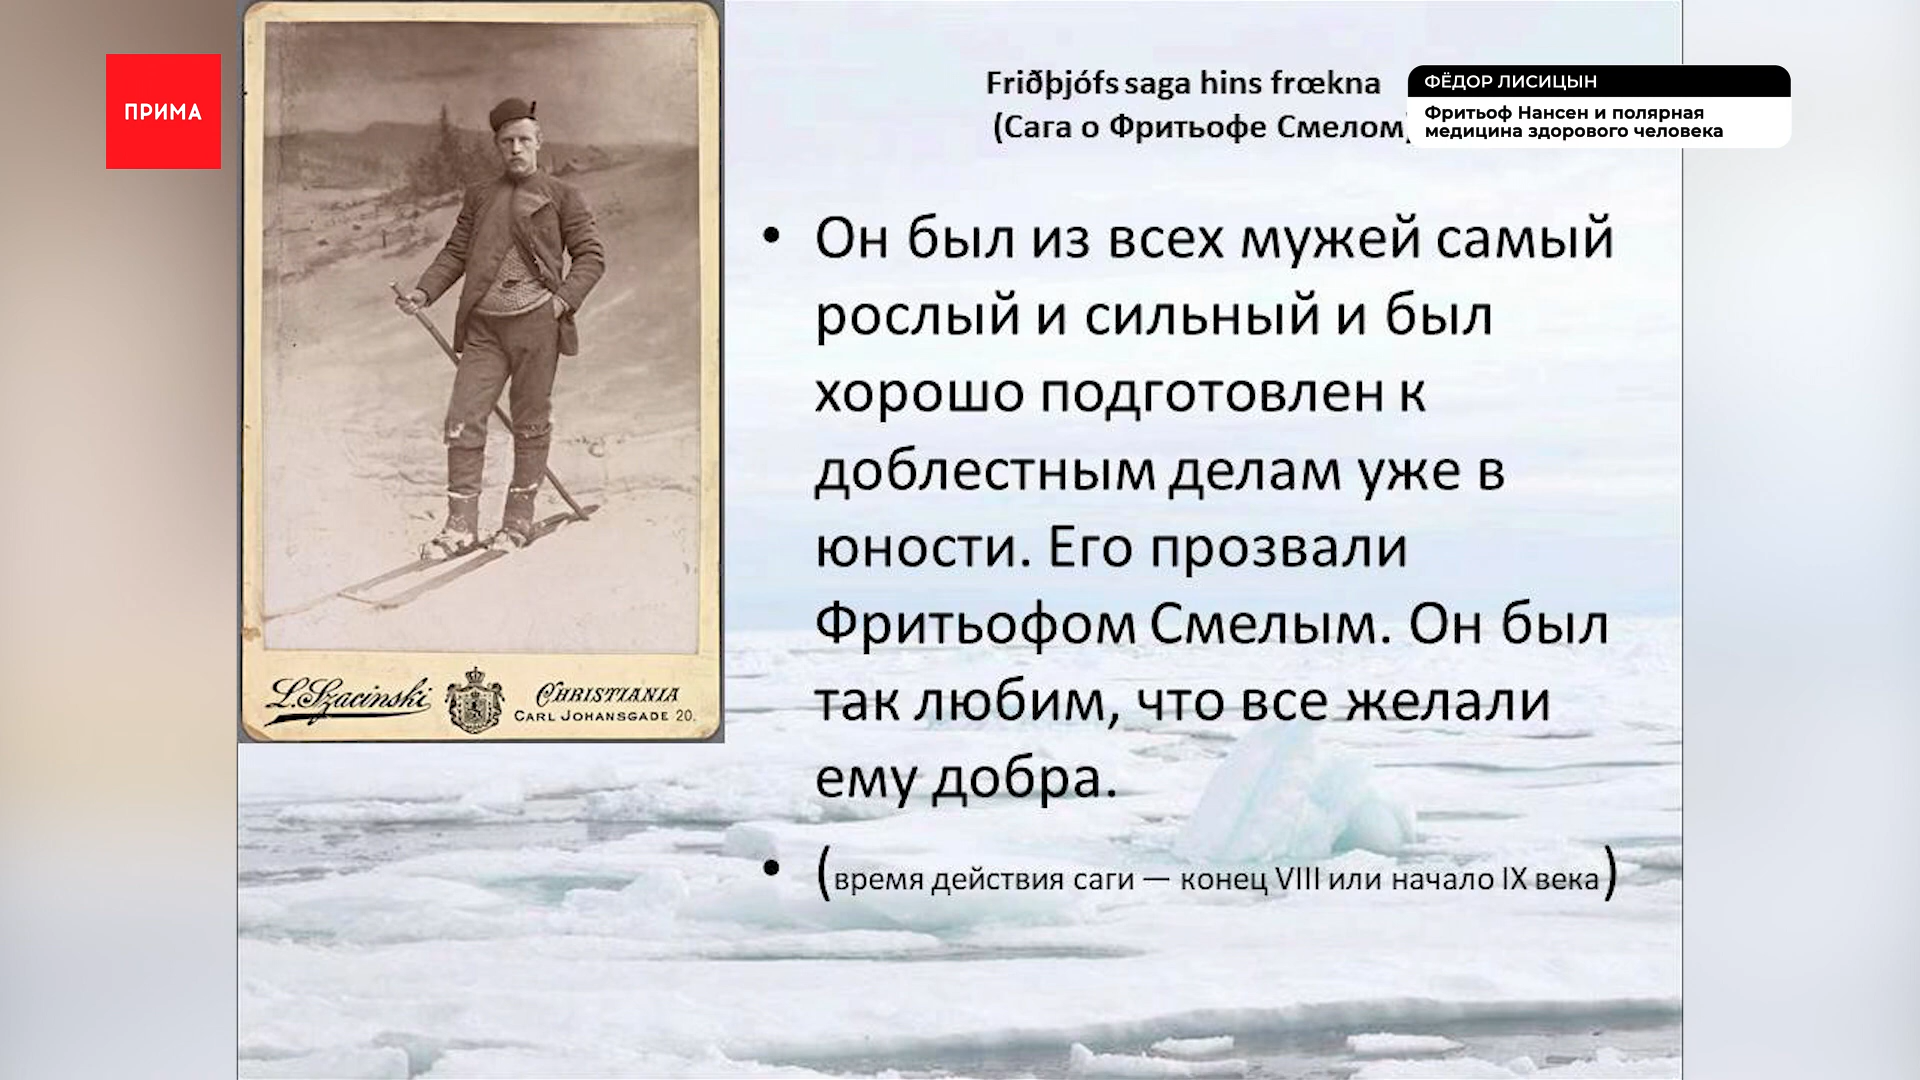 ПРИМА
Friðþjófs saga hins frœkna
(Сага о Фритьофе Смелом)
ФЁДОР ЛИСИЦЫН
Фритьоф Нансен и полярная
медицина здорового человека
• Он был из всех мужей самый
рослый и сильный и был
хорошо подготовлен к
доблестным делам уже в
юности. Его прозвали
Фритьофом Смелым. Он был
так любим, что все желали
ему добра.
• (время действия саги — конец VIII или начало IX века)
L. Szacinski
CHRISTIANIA
CARL JOHANSGADE 20.